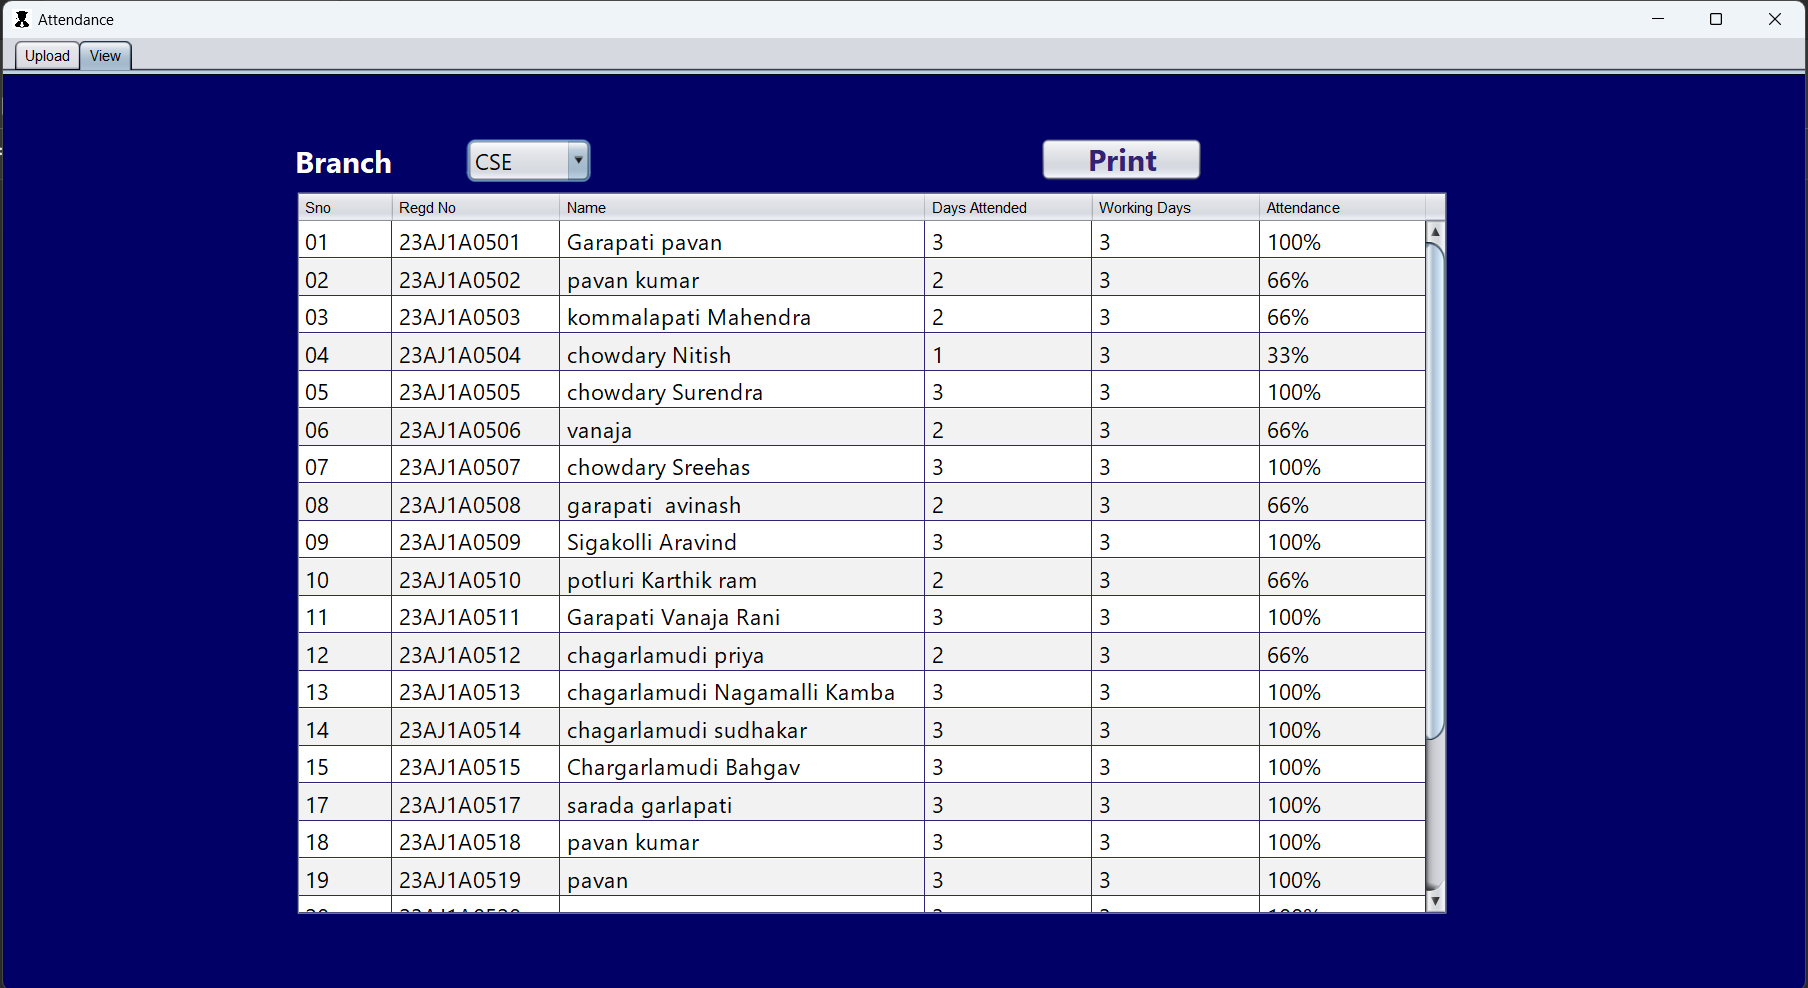 Attendance
Upload View
Branch CSE Print
Sno Regd No Name Days Attended Working Days Attendance
01 23AJ1A0501 Garapati pavan 3 3 100%
02 23AJ1A0502 pavan kumar 2 3 66%
03 23AJ1A0503 kommalapati Mahendra 2 3 66%
04 23AJ1A0504 chowdary Nitish 1 3 33%
05 23AJ1A0505 chowdary Surendra 3 3 100%
06 23AJ1A0506 vanaja 2 3 66%
07 23AJ1A0507 chowdary Sreehas 3 3 100%
08 23AJ1A0508 garapati  avinash 2 3 66%
09 23AJ1A0509 Sigakolli Aravind 3 3 100%
10 23AJ1A0510 potluri Karthik ram 2 3 66%
11 23AJ1A0511 Garapati Vanaja Rani 3 3 100%
12 23AJ1A0512 chagarlamudi priya 2 3 66%
13 23AJ1A0513 chagarlamudi Nagamalli Kamba 3 3 100%
14 23AJ1A0514 chagarlamudi sudhakar 3 3 100%
15 23AJ1A0515 Chargarlamudi Bahgav 3 3 100%
17 23AJ1A0517 sarada garlapati 3 3 100%
18 23AJ1A0518 pavan kumar 3 3 100%
19 23AJ1A0519 pavan 3 3 100%